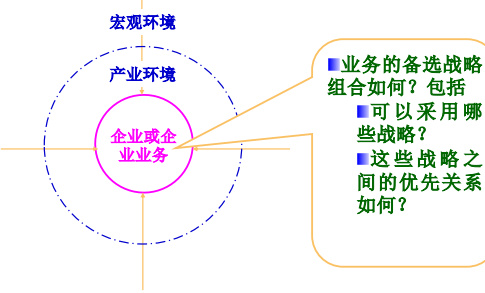 宏观环境
产业环境
企业或企
业业务
业务的备选战略
组合如何？包括
可以采用哪
些战略？
这些战略之
间的优先关系
如何？